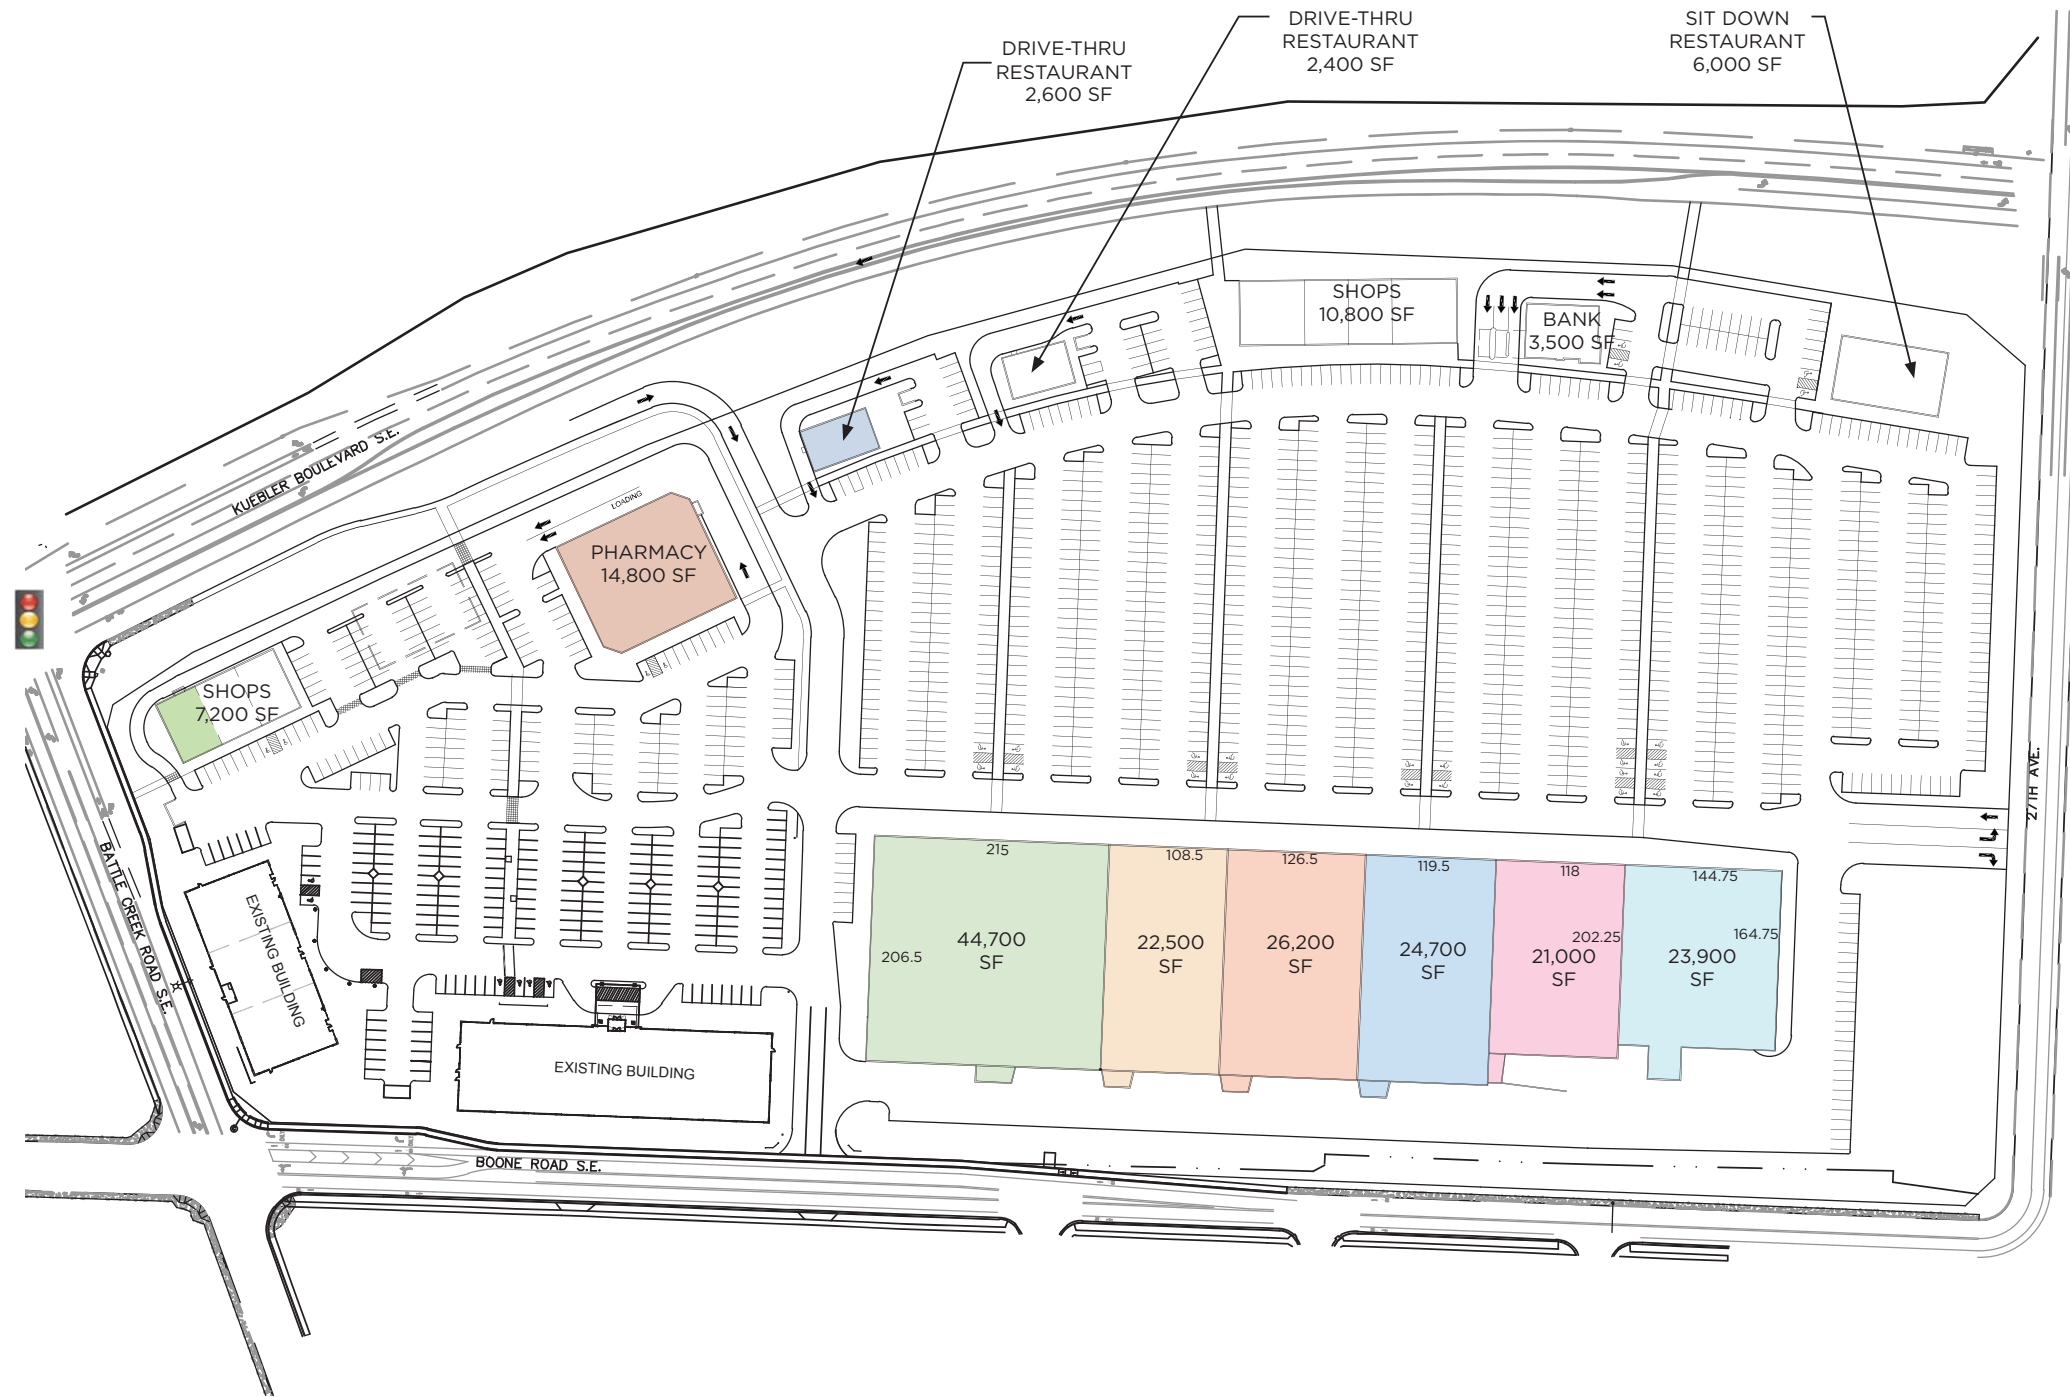 DRIVE-THRU
RESTAURANT
2,600 SF
DRIVE-THRU
RESTAURANT
2,400 SF
SIT DOWN
RESTAURANT
6,000 SF
SHOPS
10,800 SF
BANK
3,500 SF
KUEBLER BOULEVARD S.E.
LOADING
PHARMACY
14,800 SF
SHOPS
7,200 SF
27TH AVE.
BATTLE CREEK ROAD S.E.
EXISTING BUILDING
EXISTING BUILDING
215
206.5
44,700
SF
108.5
22,500
SF
126.5
26,200
SF
119.5
24,700
SF
118
202.25
21,000
SF
144.75
164.75
23,900
SF
BOONE ROAD S.E.